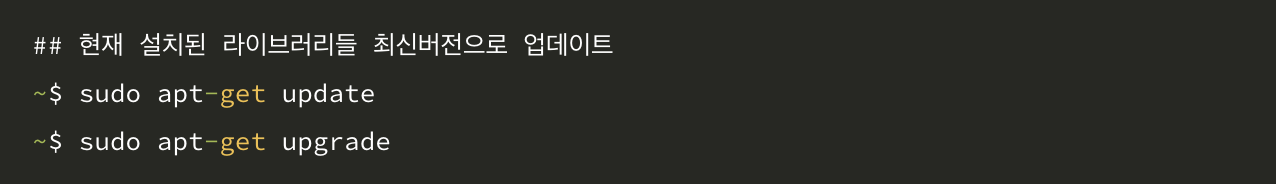 ## 현재 설치된 라이브러리들 최신버전으로 업데이트
~$ sudo apt-get update
~$ sudo apt-get upgrade